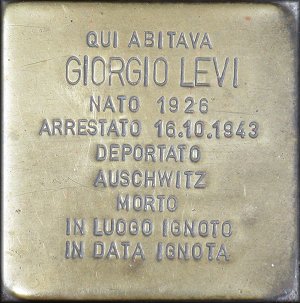 QUI ABITAVA
GIORGIO LEVI
NATO 1926
ARRESTATO 16.10.1943
DEPORTATO
AUSCHWITZ
MORTO
IN LUOGO IGNOTO
IN DATA IGNOTA